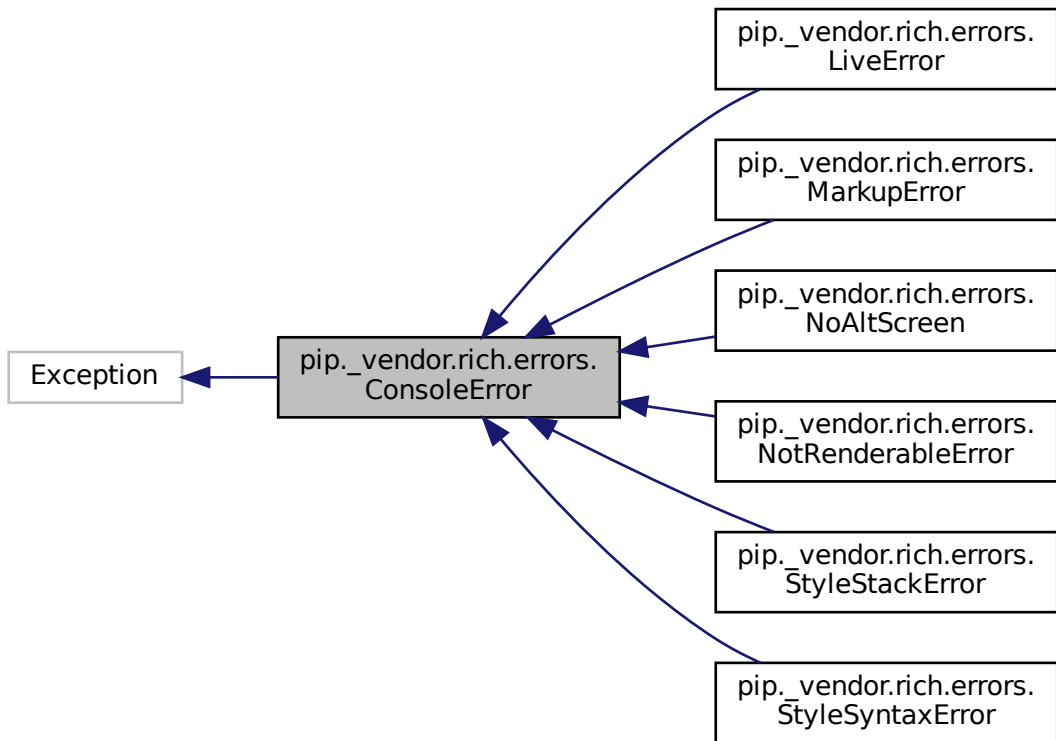 pip._vendor.rich.errors.
LiveError
pip._vendor.rich.errors.
MarkupError
pip._vendor.rich.errors.
NoAltScreen
Exception
pip._vendor.rich.errors.
ConsoleError
pip._vendor.rich.errors.
NotRenderableError
pip._vendor.rich.errors.
StyleStackError
pip._vendor.rich.errors.
StyleSyntaxError